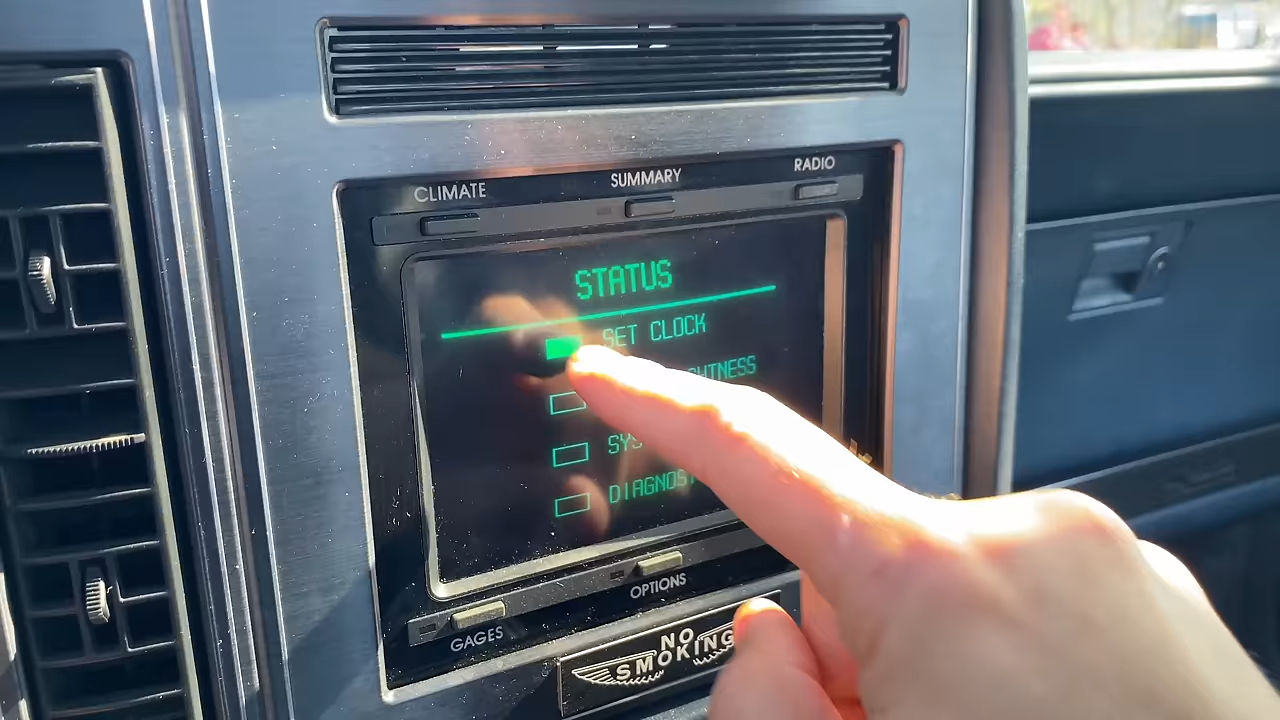 CLIMATE
SUMMARY
RADIO
STATUS
SET CLOCK
OPTIONS
GAGES
NO
SMOKING